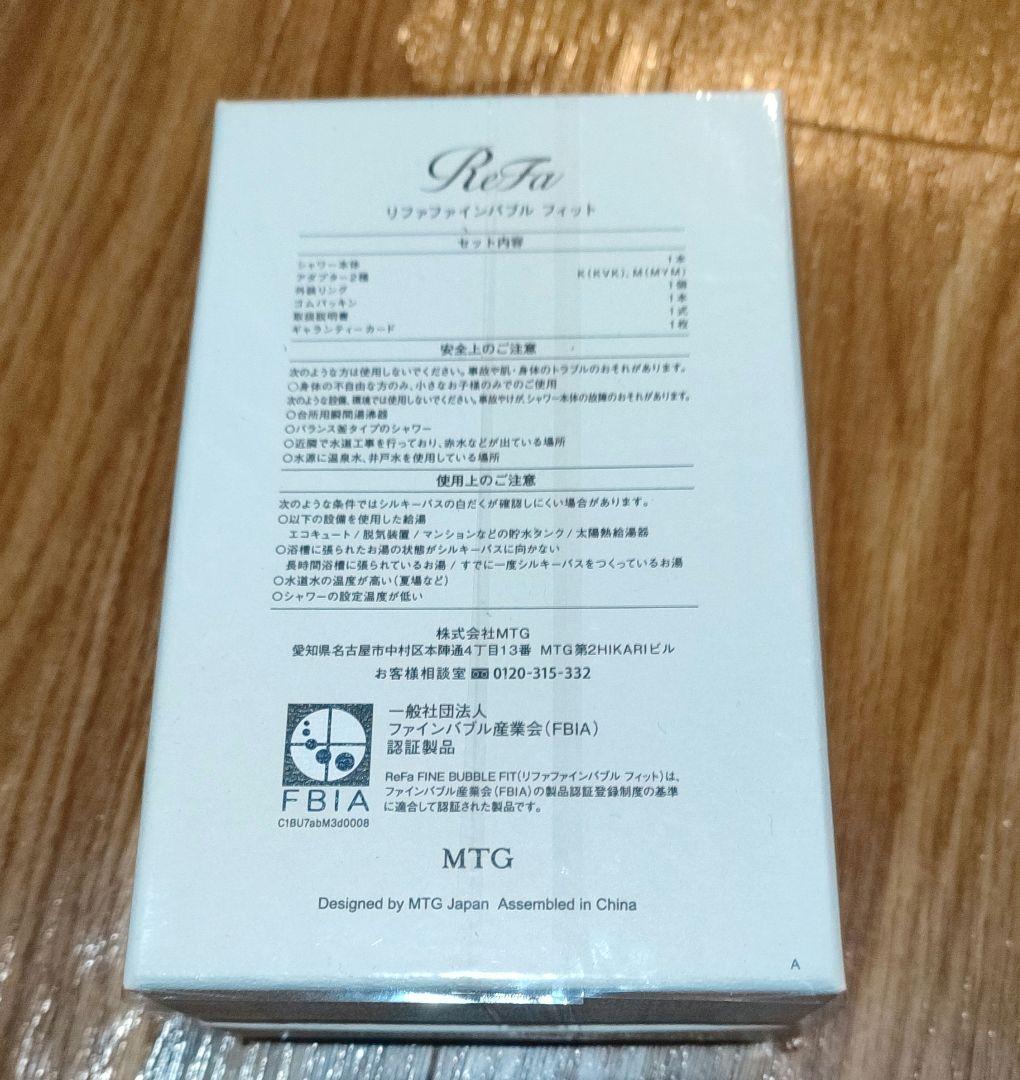 ReFa
リファファインバブル フィット
セット内容
シャワー本体 1本
アダプター2種 K(KVK), M(MYM)
外観リング 1個
ゴムパッキン 1本
取扱説明書 1式
ギャランティーカード 1枚
安全上のご注意
次のような方は使用しないでください。事故や肌・身体のトラブルのおそれがあります。
○身体の不自由な方のみ、小さなお子様のみでのご使用
次のような設備、環境では使用しないでください。事故やけが、シャワー本体の故障のおそれがあります。
○台所用瞬間湯沸器
○バランス釜タイプのシャワー
○近隣で水道工事を行っており、赤水などが出ている場所
○水源に温泉水、井戸水を使用している場所
使用上のご注意
次のような条件ではシルキーバスの白だくが確認しにくい場合があります。
○以下の設備を使用した給湯
エコキュート / 脱気装置 / マンションなどの貯水タンク / 太陽熱給湯器
○浴槽に張られたお湯の状態がシルキーバスに向かない
長時間浴槽に張られているお湯 / すでに一度シルキーバスをつくっているお湯
○水道水の温度が高い(夏場など)
○シャワーの設定温度が低い
株式会社MTG
愛知県名古屋市中村区本陣通4丁目13番 MTG第2HIKARIビル
お客様相談室 0120-315-332
一般社団法人
ファインバブル産業会(FBIA)
認証製品
ReFa FINE BUBBLE FIT(リファファインバブル フィット)は、
ファインバブル産業会(FBIA)の製品認証登録制度の基準
に適合して認証された製品です。
FBIA
C1BU7abM3d0008
MTG
Designed by MTG Japan Assembled in China
A